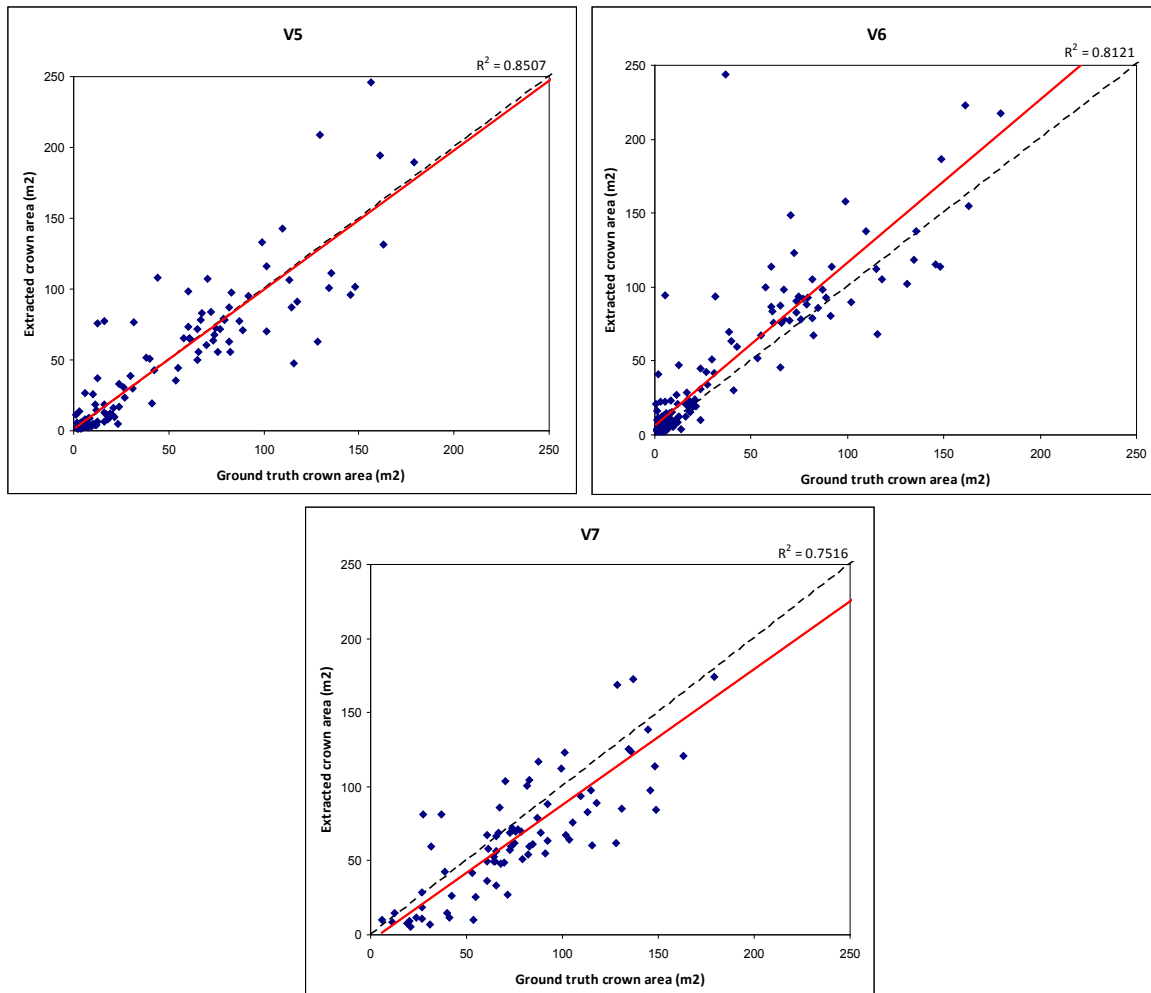 V5
R² = 0.8507
250
200
150
100
50
0
Extracted crown area (m2)
0 50 100 150 200 250
Ground truth crown area (m2)
V6
R² = 0.8121
250
200
150
100
50
0
Extracted crown area (m2)
0 50 100 150 200 250
Ground truth crown area (m2)
V7
R² = 0.7516
250
200
150
100
50
0
Extracted crown area (m2)
0 50 100 150 200 250
Ground truth crown area (m2)